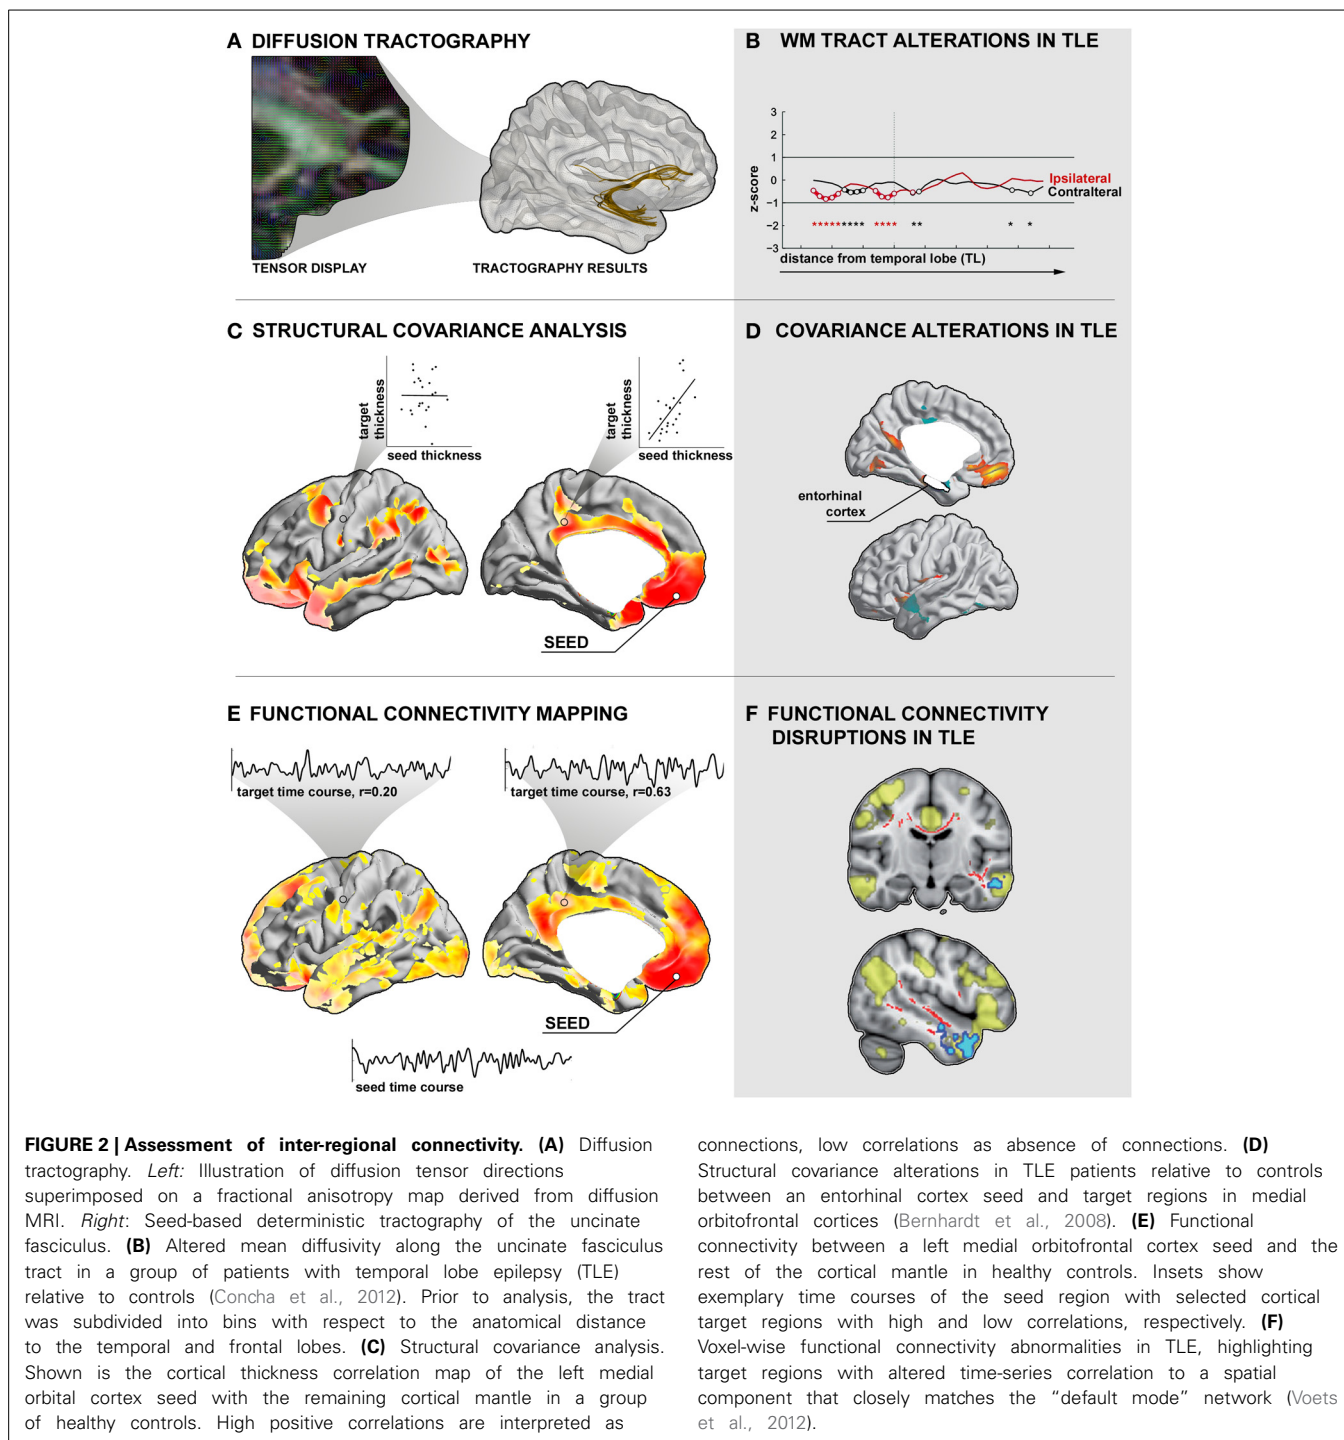 A DIFFUSION TRACTOGRAPHY
TENSOR DISPLAY
TRACTOGRAPHY RESULTS
B WM TRACT ALTERATIONS IN TLE
z-score
3
2
1
0
−1
−2
−3
Ipsilateral
Contralteral
***** **** **** ** * *
distance from temporal lobe (TL)
C STRUCTURAL COVARIANCE ANALYSIS
target
thickness
seed thickness
target
thickness
seed thickness
SEED
D COVARIANCE ALTERATIONS IN TLE
entorhinal
cortex
E FUNCTIONAL CONNECTIVITY MAPPING
target time course, r=0.20
target time course, r=0.63
SEED
seed time course
F FUNCTIONAL CONNECTIVITY
DISRUPTIONS IN TLE
FIGURE 2 | Assessment of inter-regional connectivity. (A) Diffusion
tractography. Left: Illustration of diffusion tensor directions
superimposed on a fractional anisotropy map derived from diffusion
MRI. Right: Seed-based deterministic tractography of the uncinate
fasciculus. (B) Altered mean diffusivity along the uncinate fasciculus
tract in a group of patients with temporal lobe epilepsy (TLE)
relative to controls (Concha et al., 2012). Prior to analysis, the tract
was subdivided into bins with respect to the anatomical distance
to the temporal and frontal lobes. (C) Structural covariance analysis.
Shown is the cortical thickness correlation map of the left medial
orbital cortex seed with the remaining cortical mantle in a group
of healthy controls. High positive correlations are interpreted as
connections, low correlations as absence of connections. (D)
Structural covariance alterations in TLE patients relative to controls
between an entorhinal cortex seed and target regions in medial
orbitofrontal cortices (Bernhardt et al., 2008). (E) Functional
connectivity between a left medial orbitofrontal cortex seed and the
rest of the cortical mantle in healthy controls. Insets show
exemplary time courses of the seed region with selected cortical
target regions with high and low correlations, respectively. (F)
Voxel-wise functional connectivity abnormalities in TLE, highlighting
target regions with altered time-series correlation to a spatial
component that closely matches the “default mode” network (Voets
et al., 2012).